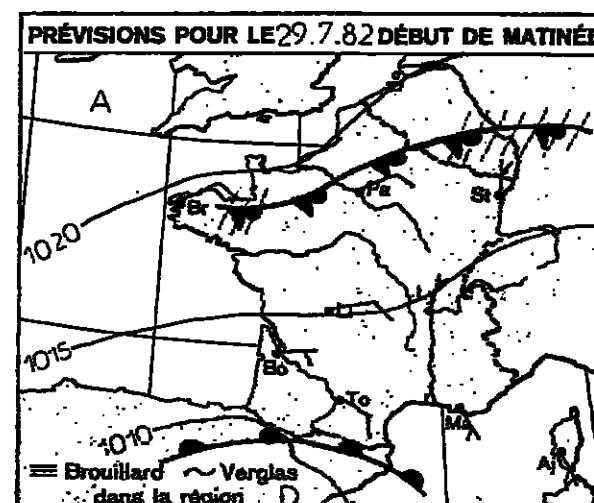 PRÉVISIONS POUR LE 29.7.82 DÉBUT DE MATINÉE
A
Br
Pa
St
1020
Li
1015
Bo
To
Ma
1010
Aj
Brouillard Verglas
dans la région D